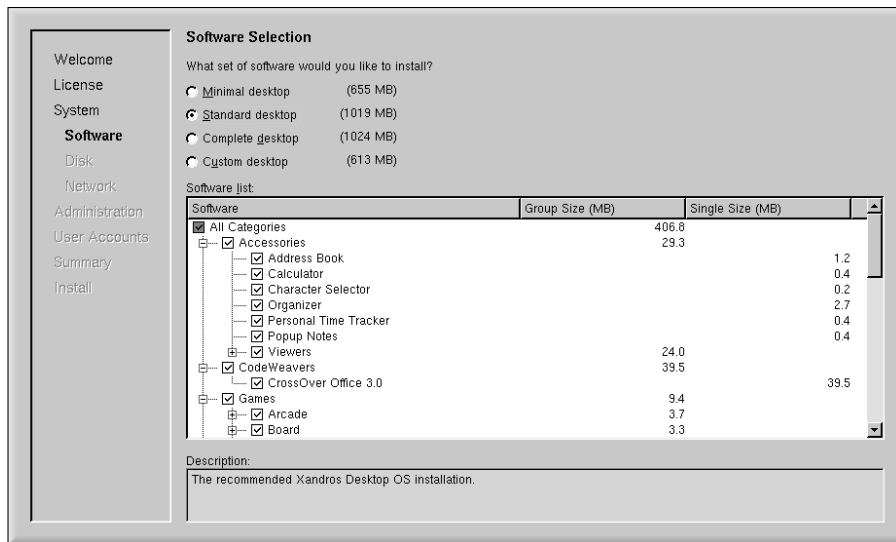 Welcome
License
System
Software
Disk
Network
Administration
User Accounts
Summary
Install
Software Selection
What set of software would you like to install?
Minimal desktop (655 MB)
Standard desktop (1019 MB)
Complete desktop (1024 MB)
Custom desktop (613 MB)
Software list:
Software Group Size (MB) Single Size (MB)
All Categories 406.8
Accessories 29.3
Address Book 1.2
Calculator 0.4
Character Selector 0.2
Organizer 2.7
Personal Time Tracker 0.4
Popup Notes 0.4
Viewers 24.0
CodeWeavers 39.5
CrossOver Office 3.0 39.5
Games 9.4
Arcade 3.7
Board 3.3
Description:
The recommended Xandros Desktop OS installation.